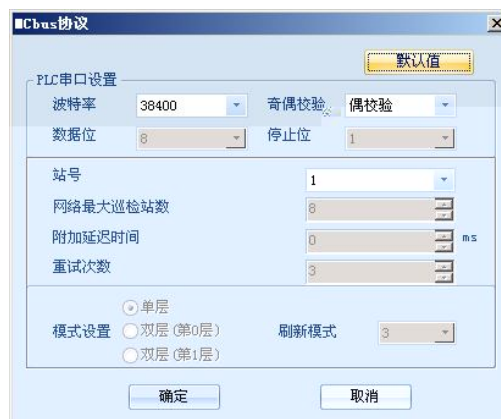 Cbus协议
默认值
PLC串口设置
波特率 38400 奇偶校验 偶校验
数据位 8 停止位 1
站号 1
网络最大巡检站数 8
附加延迟时间 0 ms
重试次数 3
单层
模式设置 双层(第0层) 刷新模式 3
双层(第1层)
确定 取消